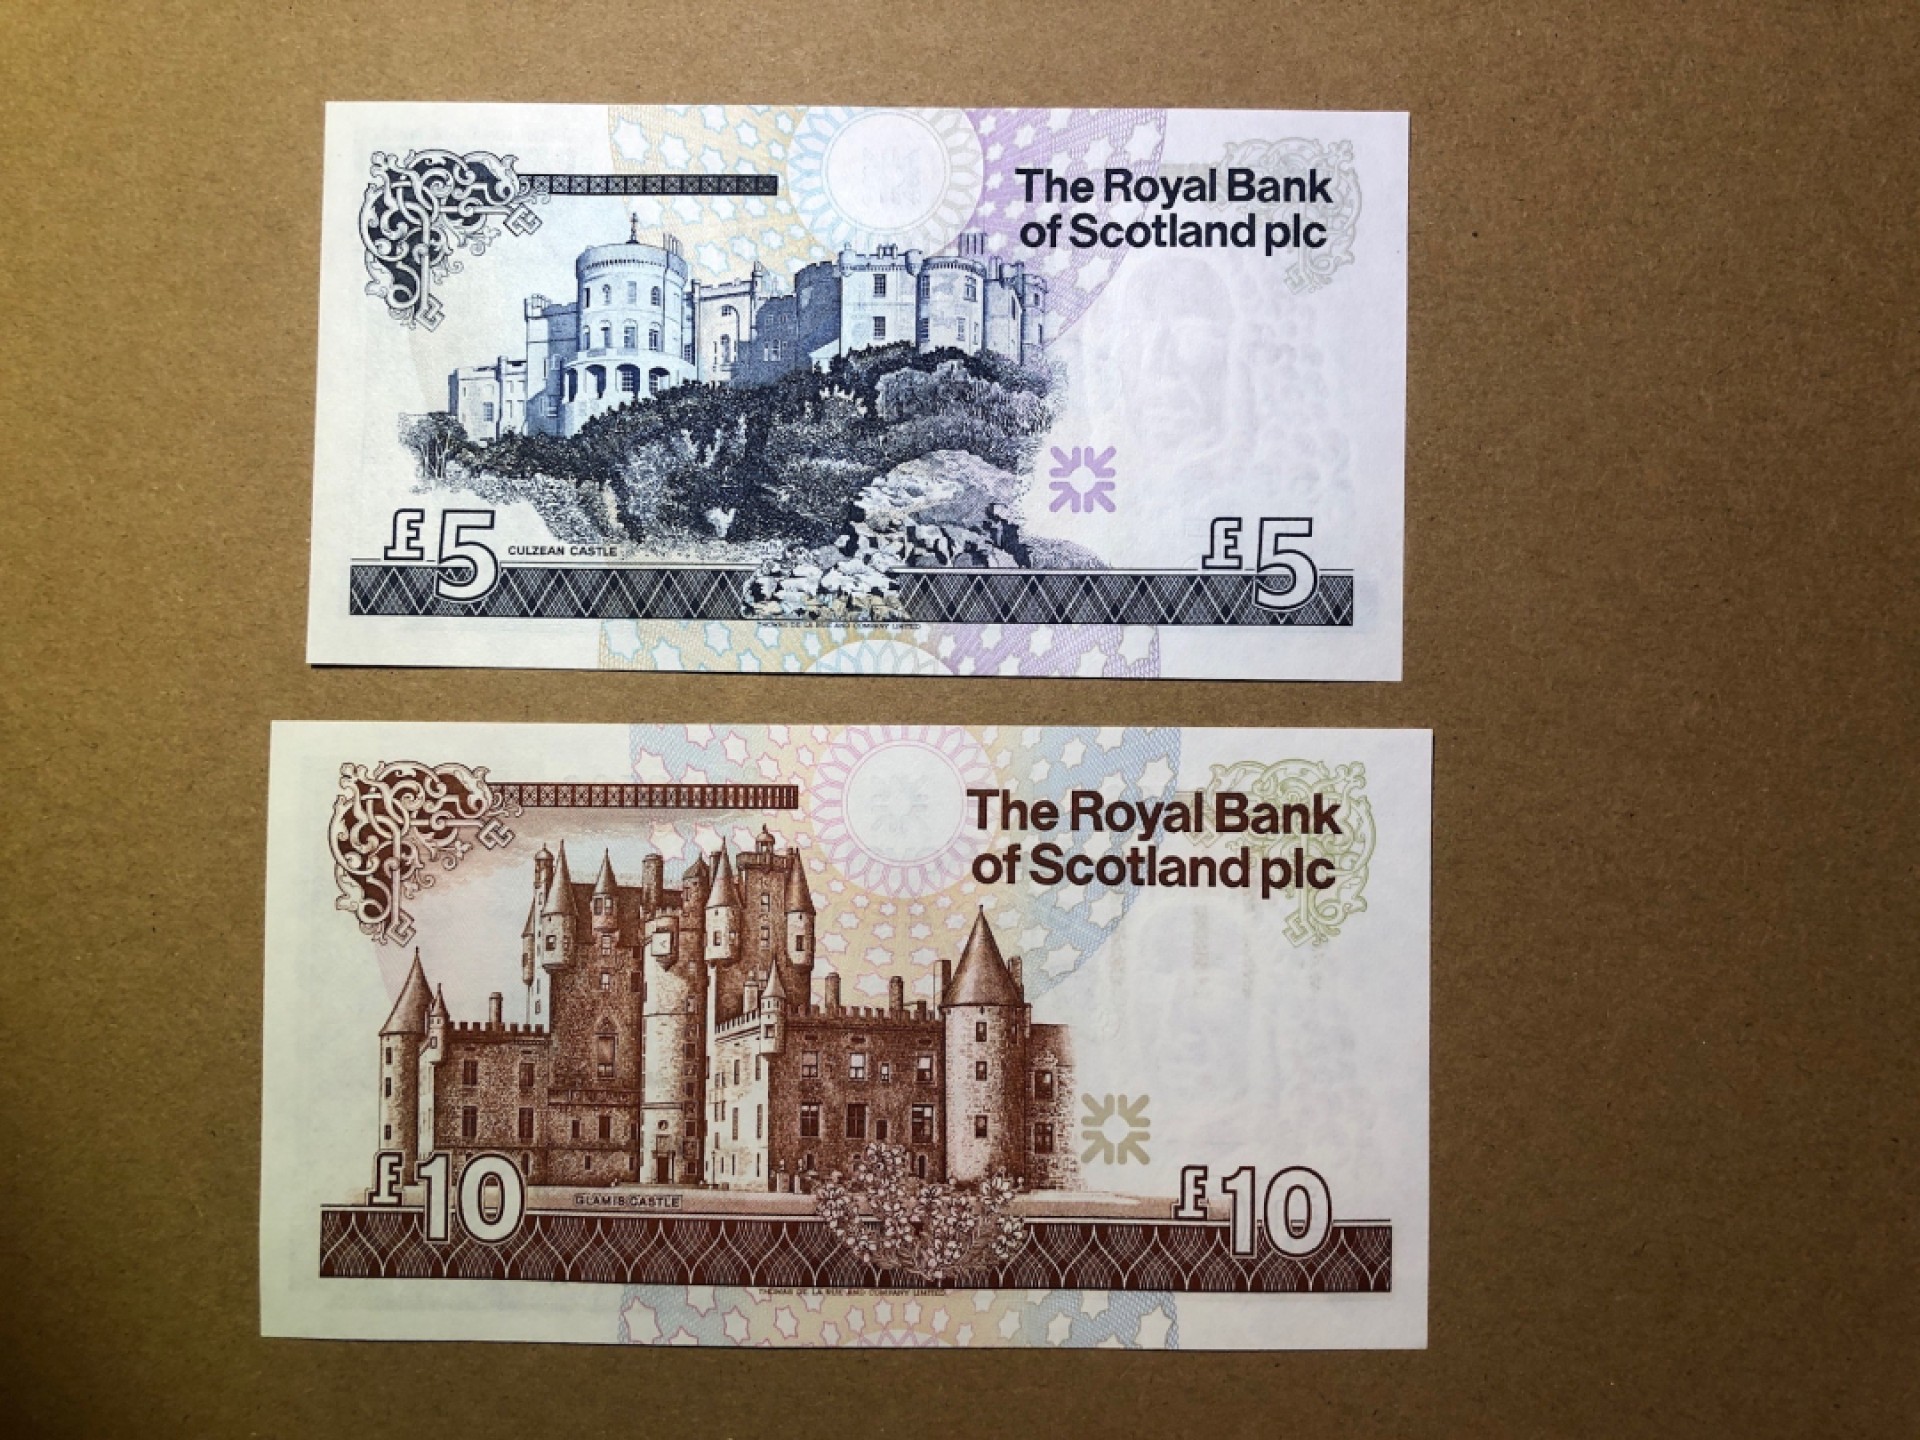 The Royal Bank
of Scotland plc
£5
CULZEAN CASTLE
£5
THOMAS DE LA RUE AND COMPANY LIMITED
The Royal Bank
of Scotland plc
£10
GLAMIS CASTLE
£10
THOMAS DE LA RUE AND COMPANY LIMITED